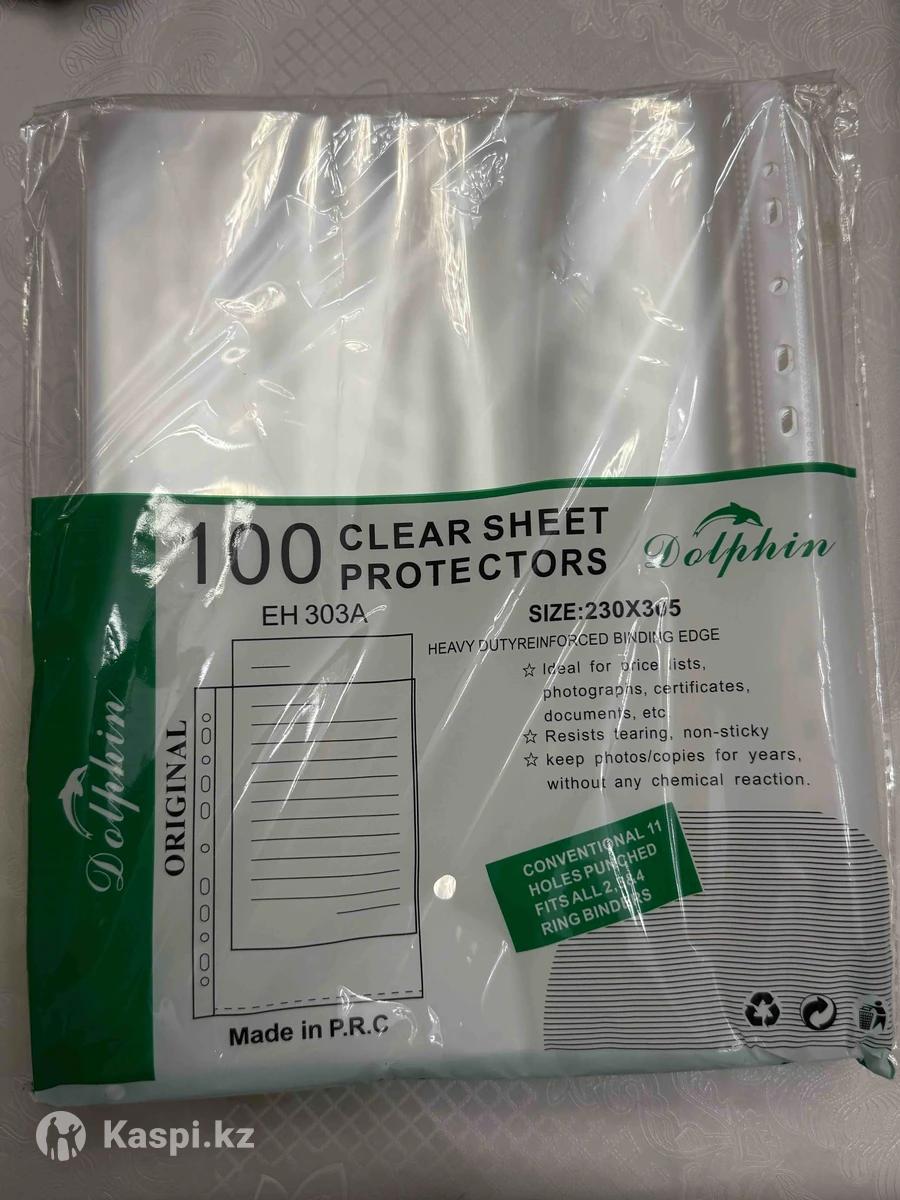 100 CLEAR SHEET
PROTECTORS
Dolphin
EH 303A
SIZE:230X305
HEAVY DUTYREINFORCED BINDING EDGE
☆ Ideal for price lists,
photographs, certificates,
documents, etc.
☆ Resists tearing, non-sticky
☆ keep photos/copies for years,
without any chemical reaction.
Dolphin
ORIGINAL
CONVENTIONAL 11
HOLES PUNCHED
FITS ALL 2, &4
RING BINDERS
Made in P.R.C
Kaspi.kz